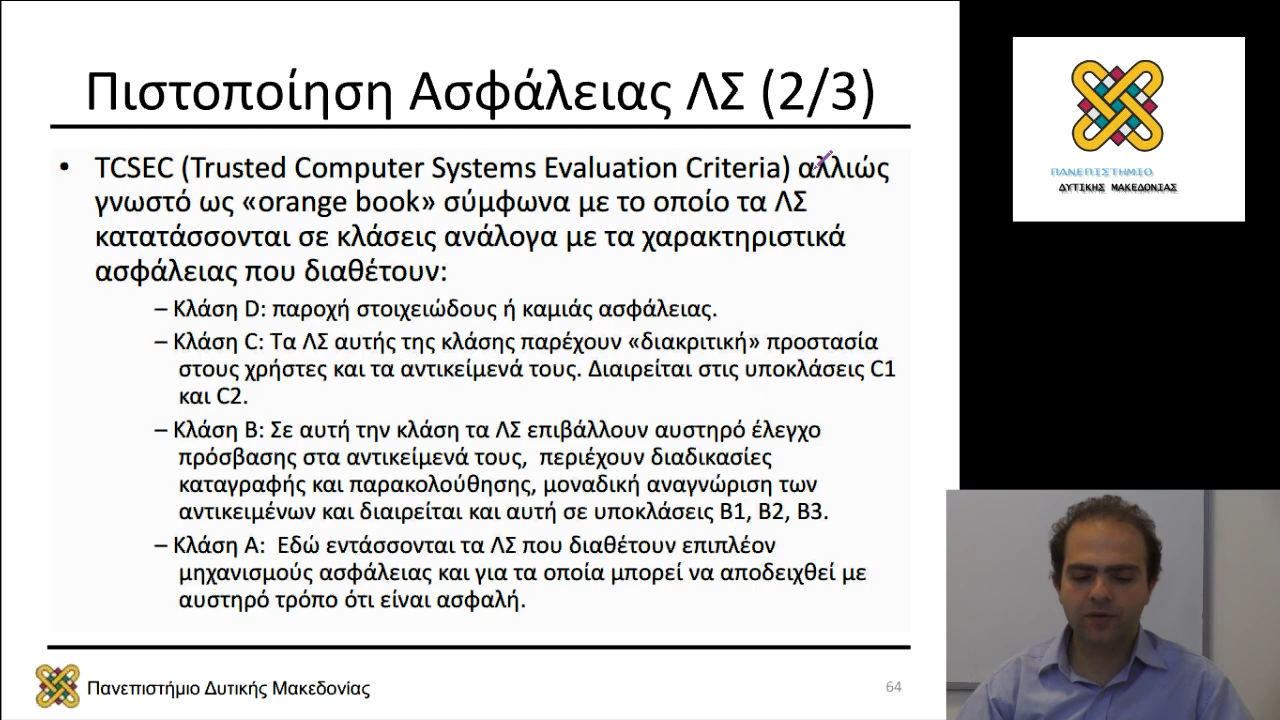 Πιστοποίηση Ασφάλειας ΛΣ (2/3)
• TCSEC (Trusted Computer Systems Evaluation Criteria) αλλιώς
γνωστό ως «orange book» σύμφωνα με το οποίο τα ΛΣ
κατατάσσονται σε κλάσεις ανάλογα με τα χαρακτηριστικά
ασφάλειας που διαθέτουν:
– Κλάση D: παροχή στοιχειώδους ή καμιάς ασφάλειας.
– Κλάση C: Τα ΛΣ αυτής της κλάσης παρέχουν «διακριτική» προστασία
στους χρήστες και τα αντικείμενά τους. Διαιρείται στις υποκλάσεις C1
και C2.
– Κλάση B: Σε αυτή την κλάση τα ΛΣ επιβάλλουν αυστηρό έλεγχο
πρόσβασης στα αντικείμενά τους, περιέχουν διαδικασίες
καταγραφής και παρακολούθησης, μοναδική αναγνώριση των
αντικειμένων και διαιρείται και αυτή σε υποκλάσεις B1, B2, B3.
– Κλάση A: Εδώ εντάσσονται τα ΛΣ που διαθέτουν επιπλέον
μηχανισμούς ασφάλειας και για τα οποία μπορεί να αποδειχθεί με
αυστηρό τρόπο ότι είναι ασφαλή.
Πανεπιστήμιο Δυτικής Μακεδονίας
64
ΠΑΝΕΠΙΣΤΗΜΙΟ
ΔΥΤΙΚΗΣ ΜΑΚΕΔΟΝΙΑΣ